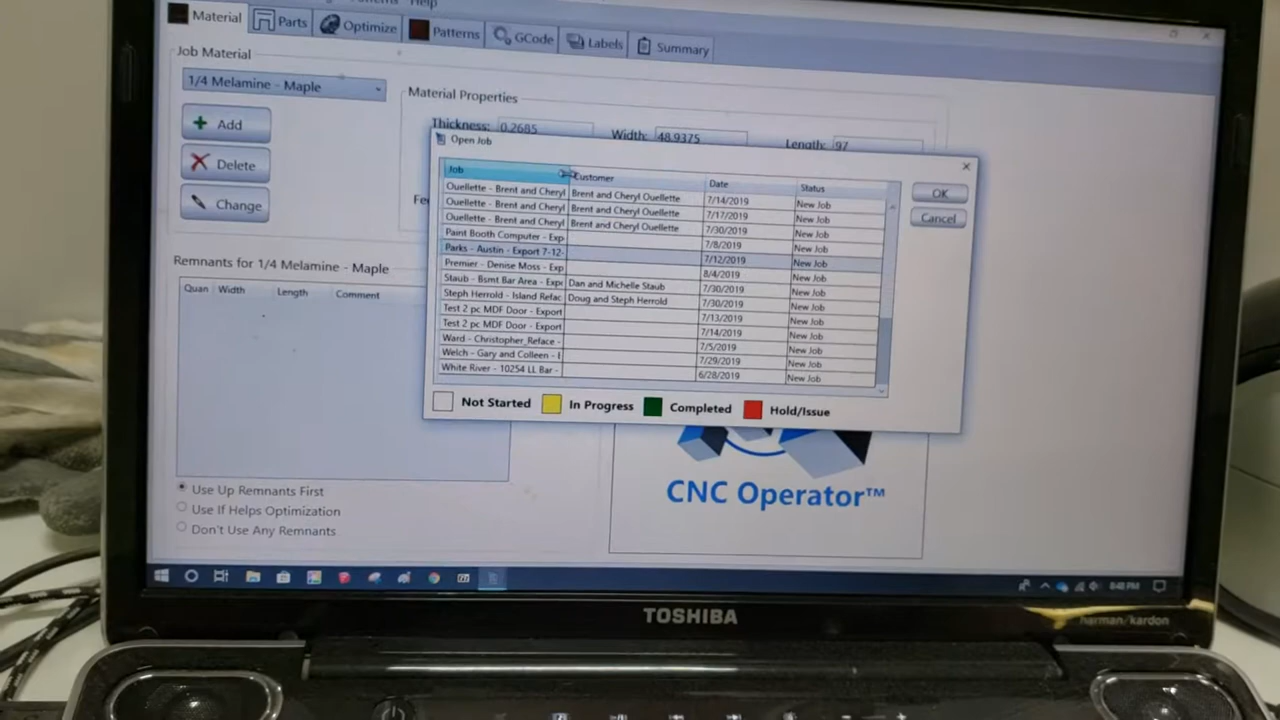 Help
Material Parts Optimize Patterns GCode Labels Summary
Job Material
1/4 Melamine - Maple
Add
Delete
Change
Material Properties
Thickness: 0.2685 Width: 48.9375 Length: 97
Open Job
Job Customer Date Status
Ouellette - Brent and Cheryl Brent and Cheryl Ouellette 7/14/2019 New Job
Ouellette - Brent and Cheryl Brent and Cheryl Ouellette 7/17/2019 New Job
Ouellette - Brent and Cheryl Brent and Cheryl Ouellette 7/30/2019 New Job
Paint Booth Computer - Exp 7/8/2019 New Job
Parks - Austin - Export 7-12- 7/12/2019 New Job
Premier - Denise Moss - Exp 8/4/2019 New Job
Staub - Bsmt Bar Area - Exp Dan and Michelle Staub 7/30/2019 New Job
Steph Herrold - Island Refac Doug and Steph Herrold 7/30/2019 New Job
Test 2 pc MDF Door - Export 7/13/2019 New Job
Test 2 pc MDF Door - Export 7/14/2019 New Job
Ward - Christopher_Reface - 7/5/2019 New Job
Welch - Gary and Colleen - E 7/29/2019 New Job
White River - 10254 LL Bar - 6/28/2019 New Job
OK
Cancel
Not Started In Progress Completed Hold/Issue
Remnants for 1/4 Melamine - Maple
Quan Width Length Comment
Use Up Remnants First
Use If Helps Optimization
Don't Use Any Remnants
CNC Operator™
8:48 PM
TOSHIBA
harman/kardon